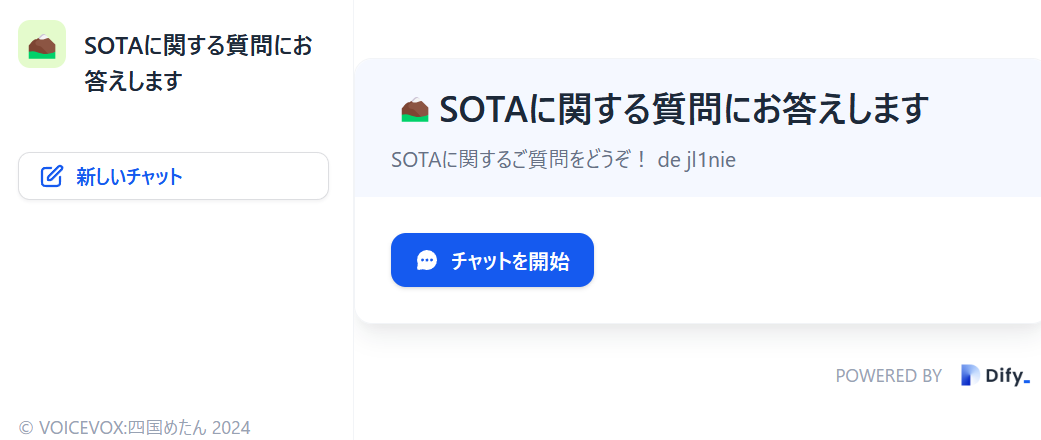 SOTAに関する質問にお
答えします
新しいチャット
© VOICEVOX:四国めたん 2024
SOTAに関する質問にお答えします
SOTAに関するご質問をどうぞ！ de jl1nie
チャットを開始
POWERED BY Dify_